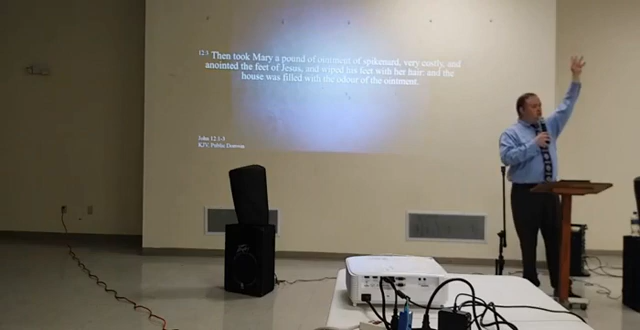 12:3 Then took Mary a pound of ointment of spikenard, very costly, and
anointed the feet of Jesus, and wiped his feet with her hair: and the
house was filled with the odour of the ointment.
John 12:1-3
KJV, Public Domain